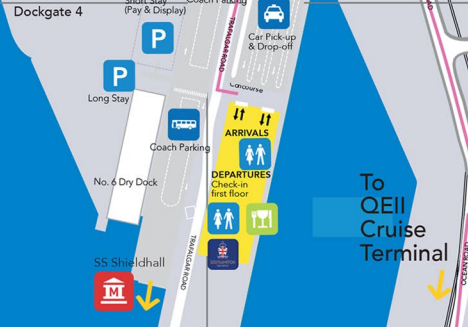 Short Stay
(Pay & Display)
Coach Parking
Dockgate 4
P
P
Long Stay
TRAFALGAR ROAD
Car Pick-up
& Drop-off
Concourse
Coach Parking
ARRIVALS
DEPARTURES
Check-in
first floor
No. 6 Dry Dock
SS Shieldhall
M
TRAFALGAR ROAD
SOUTHAMPTON
To
QEII
Cruise
Terminal
OCEAN ROAD